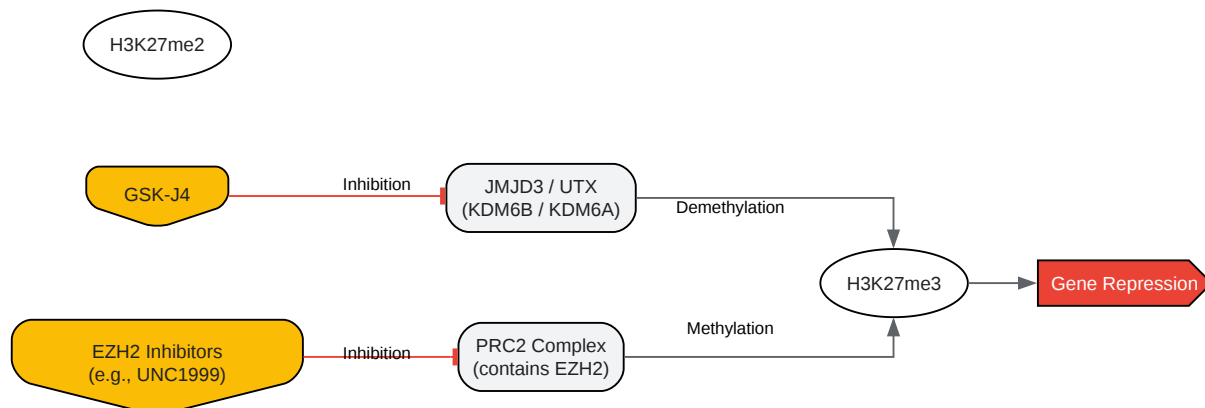 H3K27me2
GSK-J4
Inhibition
JMJD3 / UTX
(KDM6B / KDM6A)
Demethylation
H3K27me3
Gene Repression
EZH2 Inhibitors
(e.g., UNC1999)
Inhibition
PRC2 Complex
(contains EZH2)
Methylation